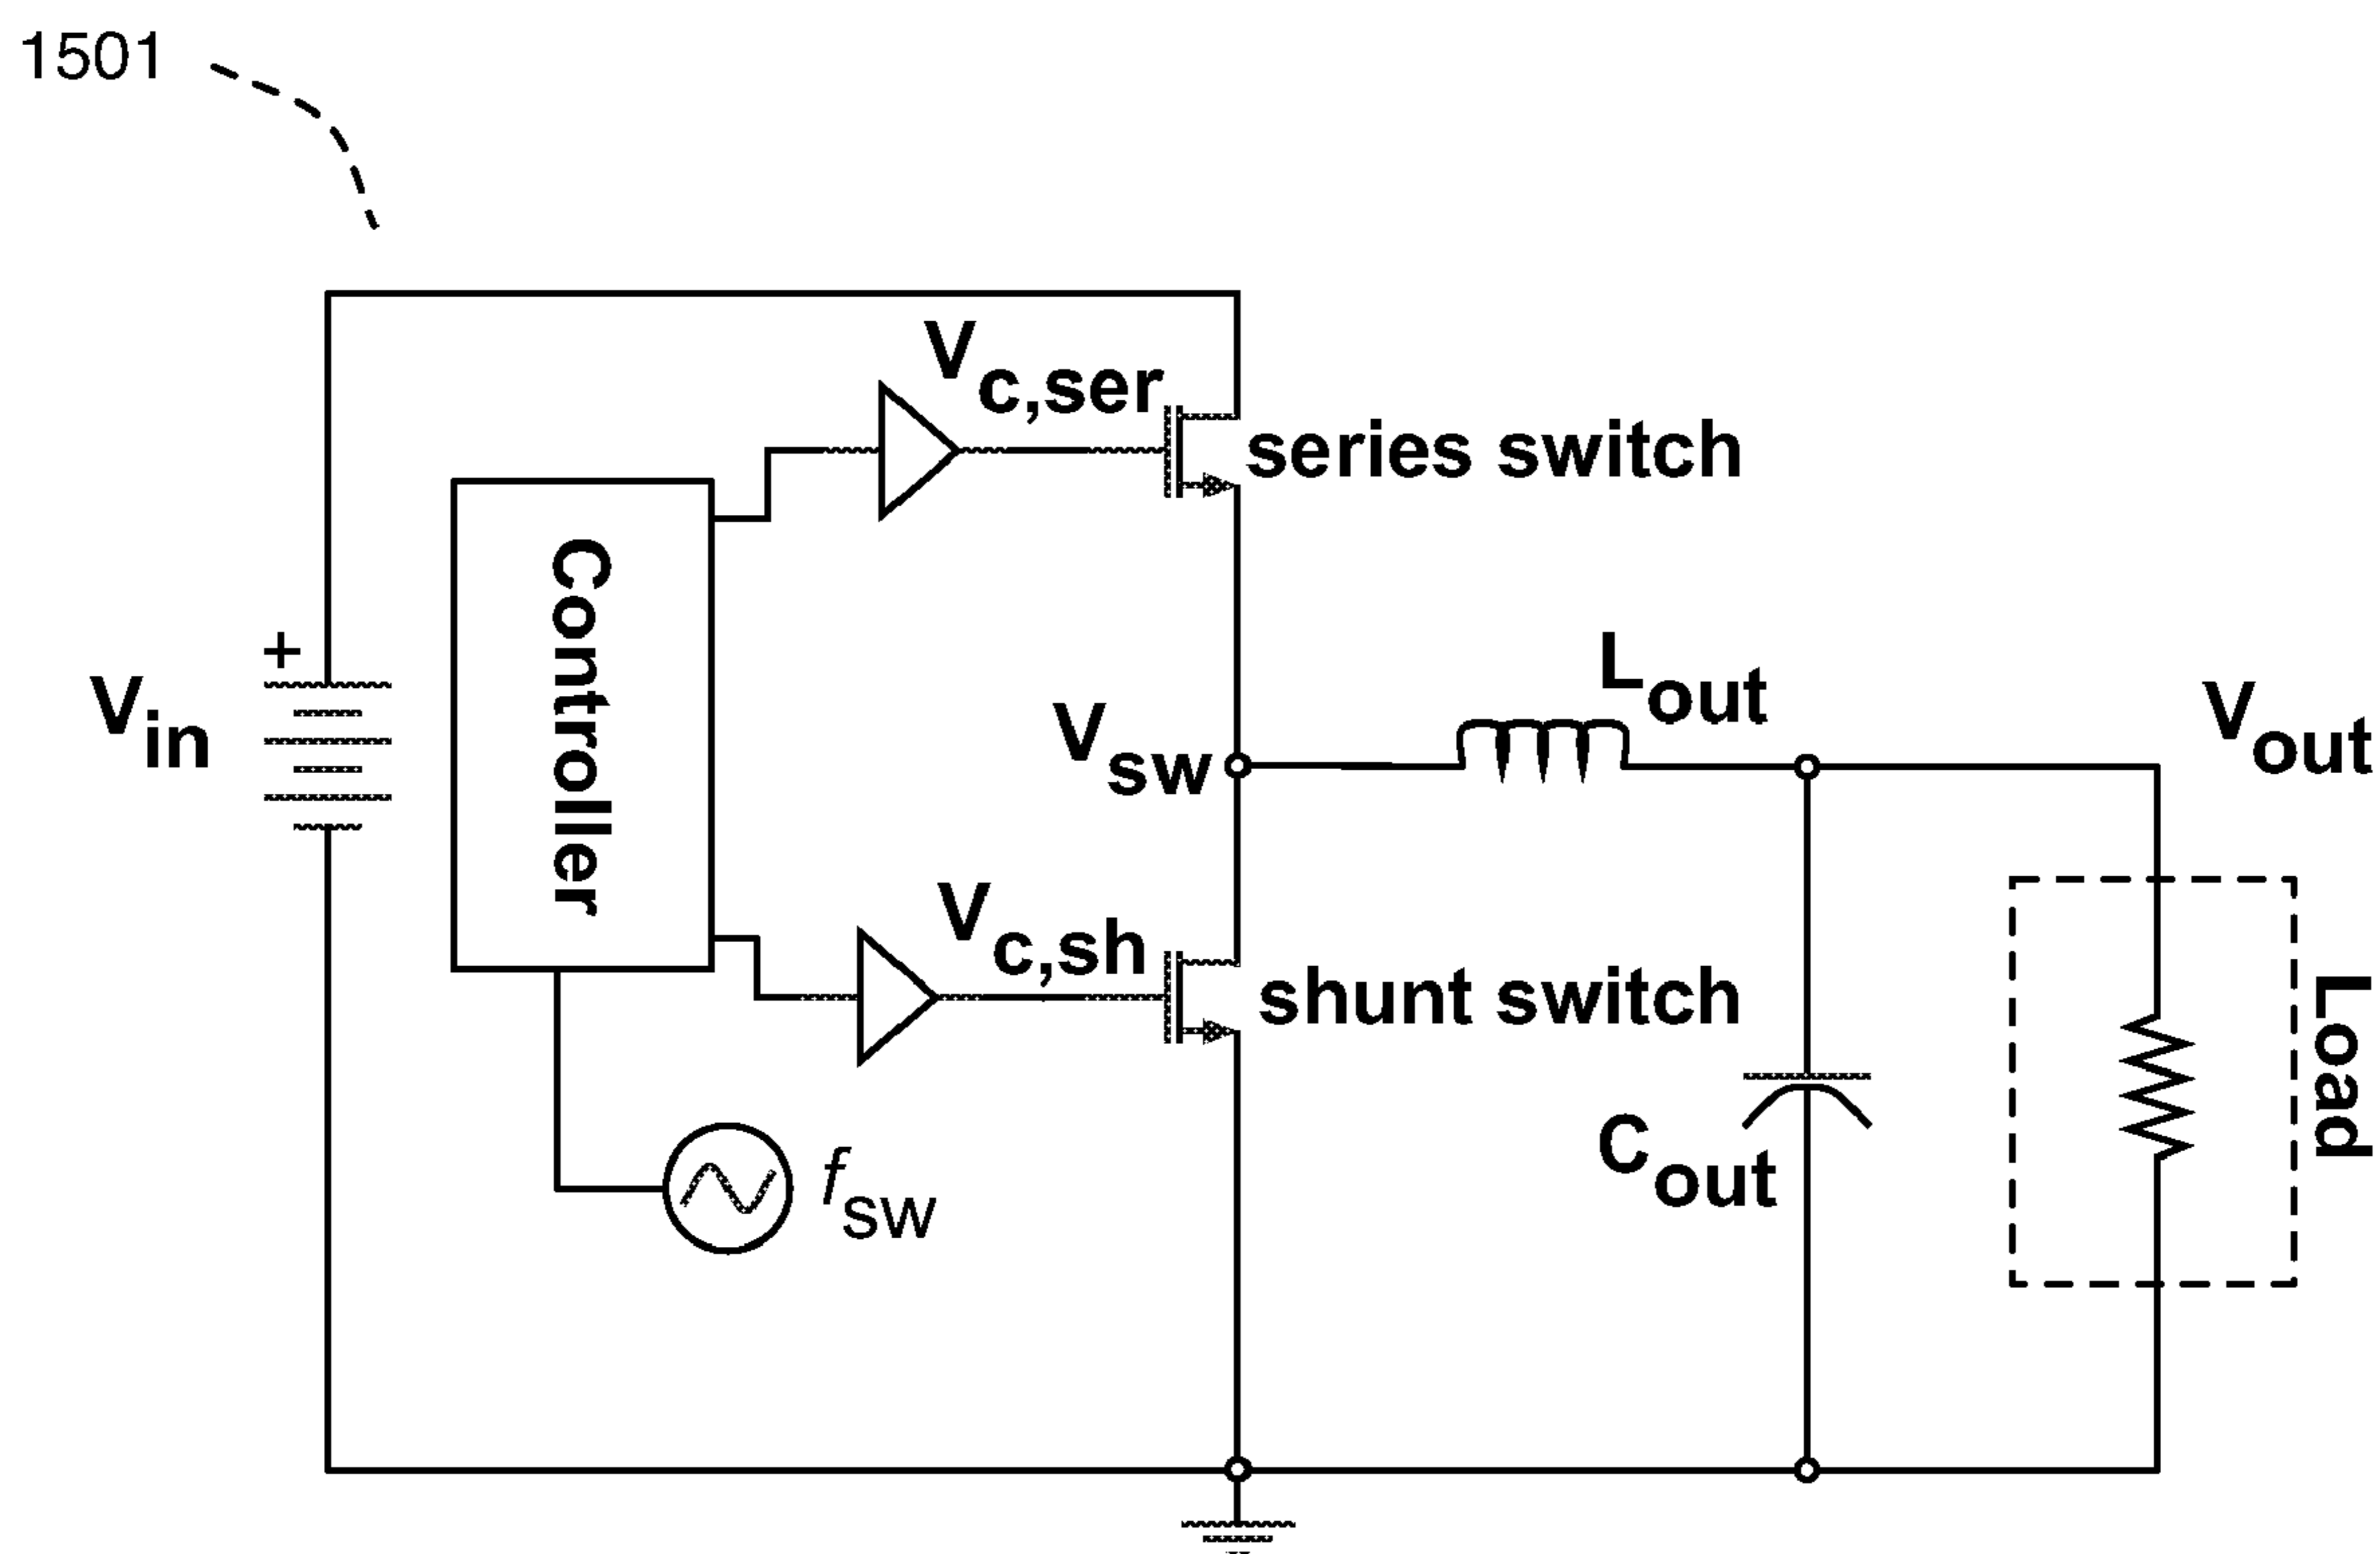 1501
Vc,ser
series switch
Controller
+
Vin
Vsw
Lout
Vout
Vc,sh
shunt switch
Load
Cout
fsw